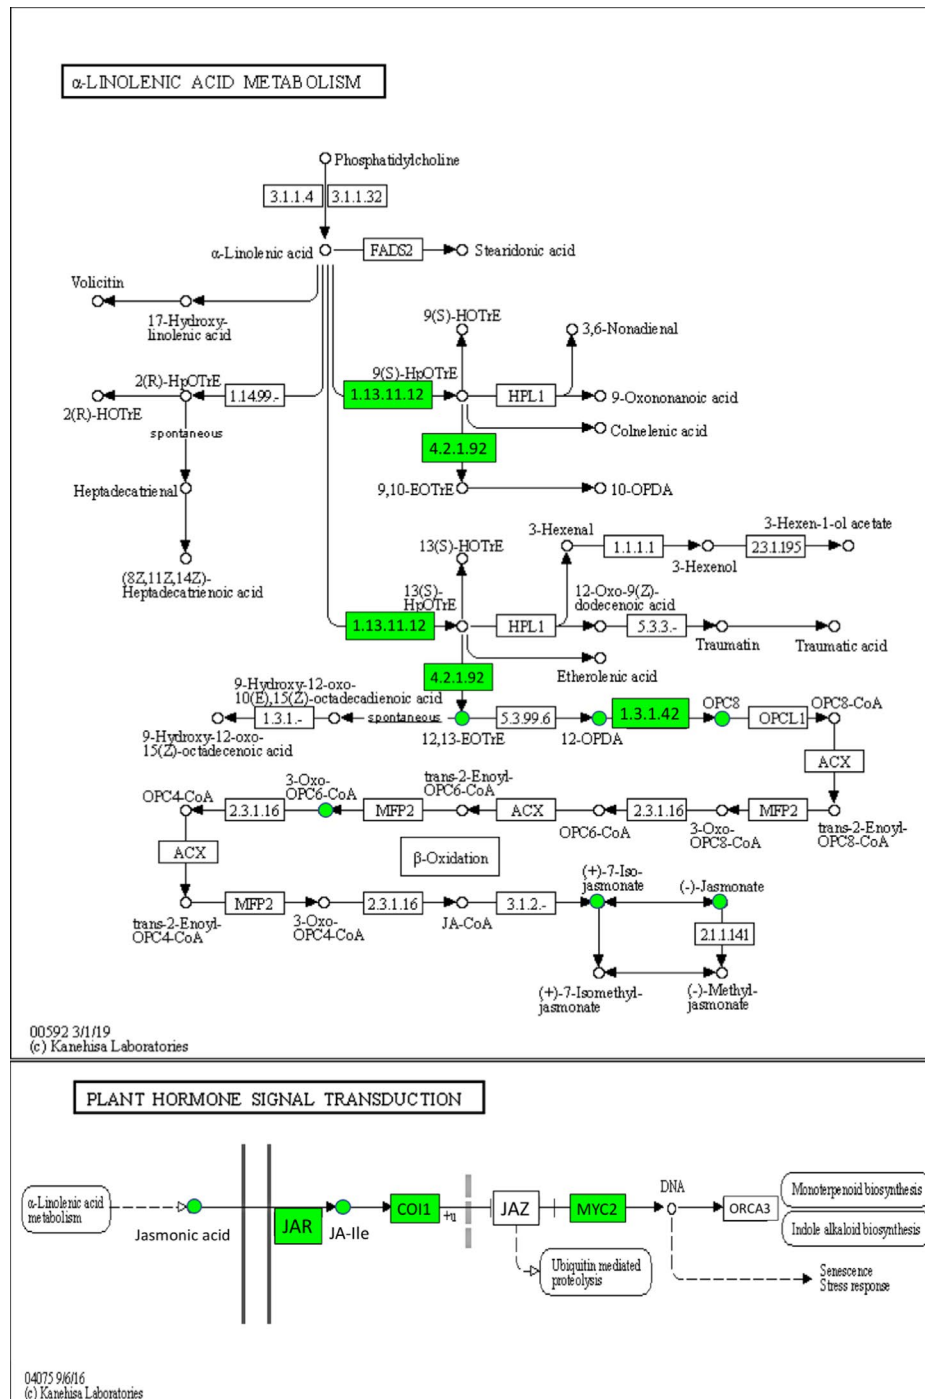 α-LINOLENIC ACID METABOLISM
Phosphatidylcholine
3.1.1.4
3.1.1.32
α-Linolenic acid
FADS2
Stearidonic acid
Volicitin
17-Hydroxy-
linolenic acid
9(S)-HOTrE
3,6-Nonadienal
2(R)-HpOTrE
1.14.99.-
9(S)-HpOTrE
1.13.11.12
HPL1
9-Oxononanoic acid
2(R)-HOTrE
spontaneous
Colnelenic acid
4.2.1.92
Heptadecatrienal
9,10-EOTrE
10-OPDA
3-Hexenal
3-Hexen-1-ol acetate
13(S)-HOTrE
1.1.1.1
2.3.1.195
3-Hexenol
(8Z,11Z,14Z)-
Heptadecatrienoic acid
13(S)-
HpOTrE
12-Oxo-9(Z)-
dodecenoic acid
1.13.11.12
HPL1
5.3.3.-
Traumatin
Traumatic acid
4.2.1.92
Etherolenic acid
9-Hydroxy-12-oxo-
10(E),15(Z)-octadecadienoic acid
OPC8
OPC8-CoA
1.3.1.-
spontaneous
5.3.99.6
1.3.1.42
OPCL1
9-Hydroxy-12-oxo-
15(Z)-octadecenoic acid
12,13-EOTrE
12-OPDA
ACX
OPC4-CoA
3-Oxo-
OPC6-CoA
trans-2-Enoyl-
OPC6-CoA
2.3.1.16
MFP2
ACX
2.3.1.16
MFP2
OPC6-CoA
3-Oxo-
OPC8-CoA
trans-2-Enoyl-
OPC8-CoA
ACX
β-Oxidation
(+)-7-Iso-
jasmonate
(-)-Jasmonate
MFP2
2.3.1.16
3.1.2.-
trans-2-Enoyl-
OPC4-CoA
3-Oxo-
OPC4-CoA
JA-CoA
2.1.1.141
(+)-7-Isomethyl-
jasmonate
(-)-Methyl-
jasmonate
00592 3/1/19
(c) Kanehisa Laboratories
PLANT HORMONE SIGNAL TRANSDUCTION
α-Linolenic acid
metabolism
Jasmonic acid
JAR
JA-Ile
COI1
+u
JAZ
MYC2
DNA
ORCA3
Monoterpenoid biosynthesis
Indole alkaloid biosynthesis
Ubiquitin mediated
proteolysis
Senescence
Stress response
04075 9/6/16
(c) Kanehisa Laboratories